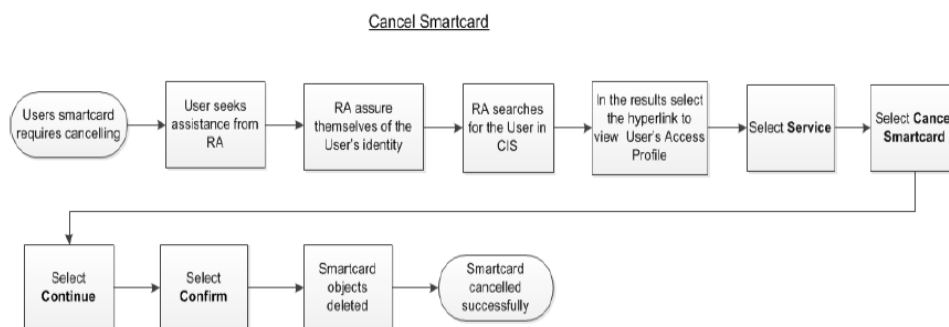 Cancel Smartcard
Users smartcard
requires cancelling
User seeks
assistance from
RA
RA assure
themselves of the
User's identity
RA searches
for the User in
CIS
In the results select
the hyperlink to
view User's Access
Profile
Select Service
Select Cance
Smartcard
Select
Continue
Select
Confirm
Smartcard
objects
deleted
Smartcard
cancelled
successfully